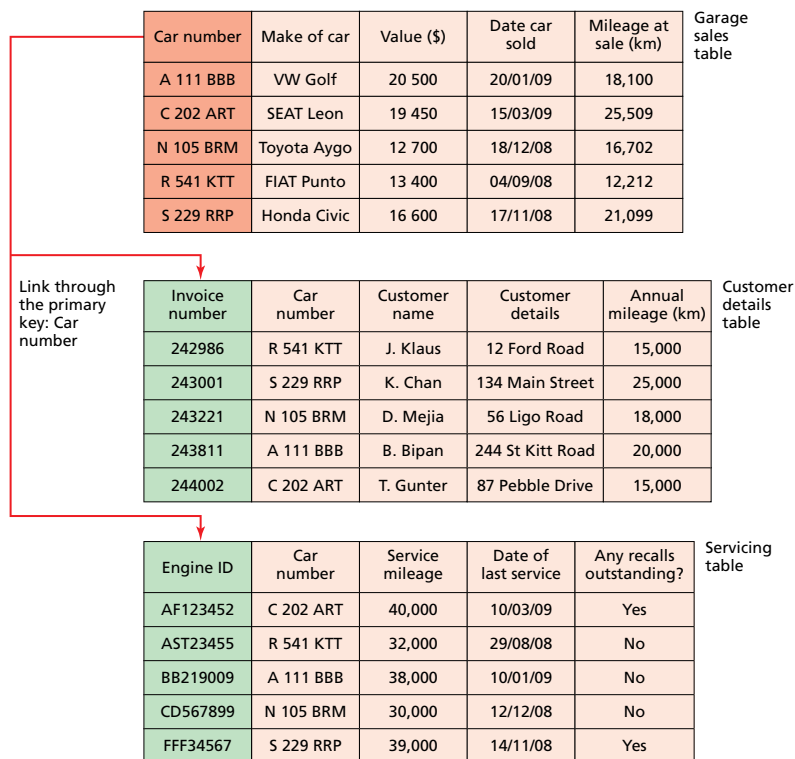 Garage sales table
Car number | Make of car | Value ($) | Date car sold | Mileage at sale (km)
A 111 BBB | VW Golf | 20 500 | 20/01/09 | 18,100
C 202 ART | SEAT Leon | 19 450 | 15/03/09 | 25,509
N 105 BRM | Toyota Aygo | 12 700 | 18/12/08 | 16,702
R 541 KTT | FIAT Punto | 13 400 | 04/09/08 | 12,212
S 229 RRP | Honda Civic | 16 600 | 17/11/08 | 21,099
Link through
the primary
key: Car
number
Customer details table
Invoice number | Car number | Customer name | Customer details | Annual mileage (km)
242986 | R 541 KTT | J. Klaus | 12 Ford Road | 15,000
243001 | S 229 RRP | K. Chan | 134 Main Street | 25,000
243221 | N 105 BRM | D. Mejia | 56 Ligo Road | 18,000
243811 | A 111 BBB | B. Bipan | 244 St Kitt Road | 20,000
244002 | C 202 ART | T. Gunter | 87 Pebble Drive | 15,000
Servicing table
Engine ID | Car number | Service mileage | Date of last service | Any recalls outstanding?
AF123452 | C 202 ART | 40,000 | 10/03/09 | Yes
AST23455 | R 541 KTT | 32,000 | 29/08/08 | No
BB219009 | A 111 BBB | 38,000 | 10/01/09 | No
CD567899 | N 105 BRM | 30,000 | 12/12/08 | No
FFF34567 | S 229 RRP | 39,000 | 14/11/08 | Yes